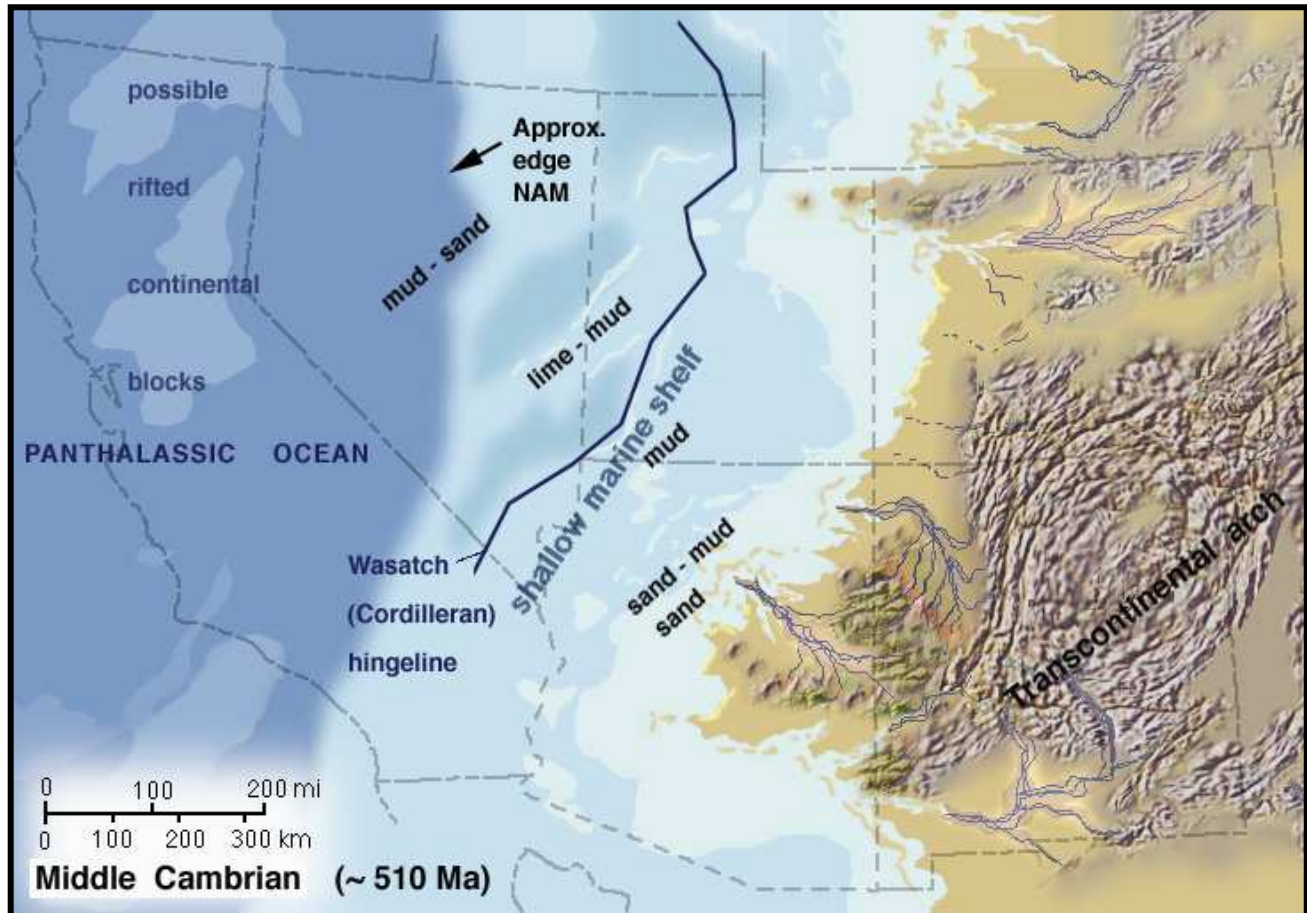 possible
rifted
continental
blocks
Approx.
edge
NAM
mud - sand
lime - mud
shallow marine shelf
mud
PANTHALASSIC OCEAN
Wasatch
(Cordilleran)
hingeline
sand - mud
sand
Transcontinental arch
0 100 200 mi
0 100 200 300 km
Middle Cambrian (~ 510 Ma)